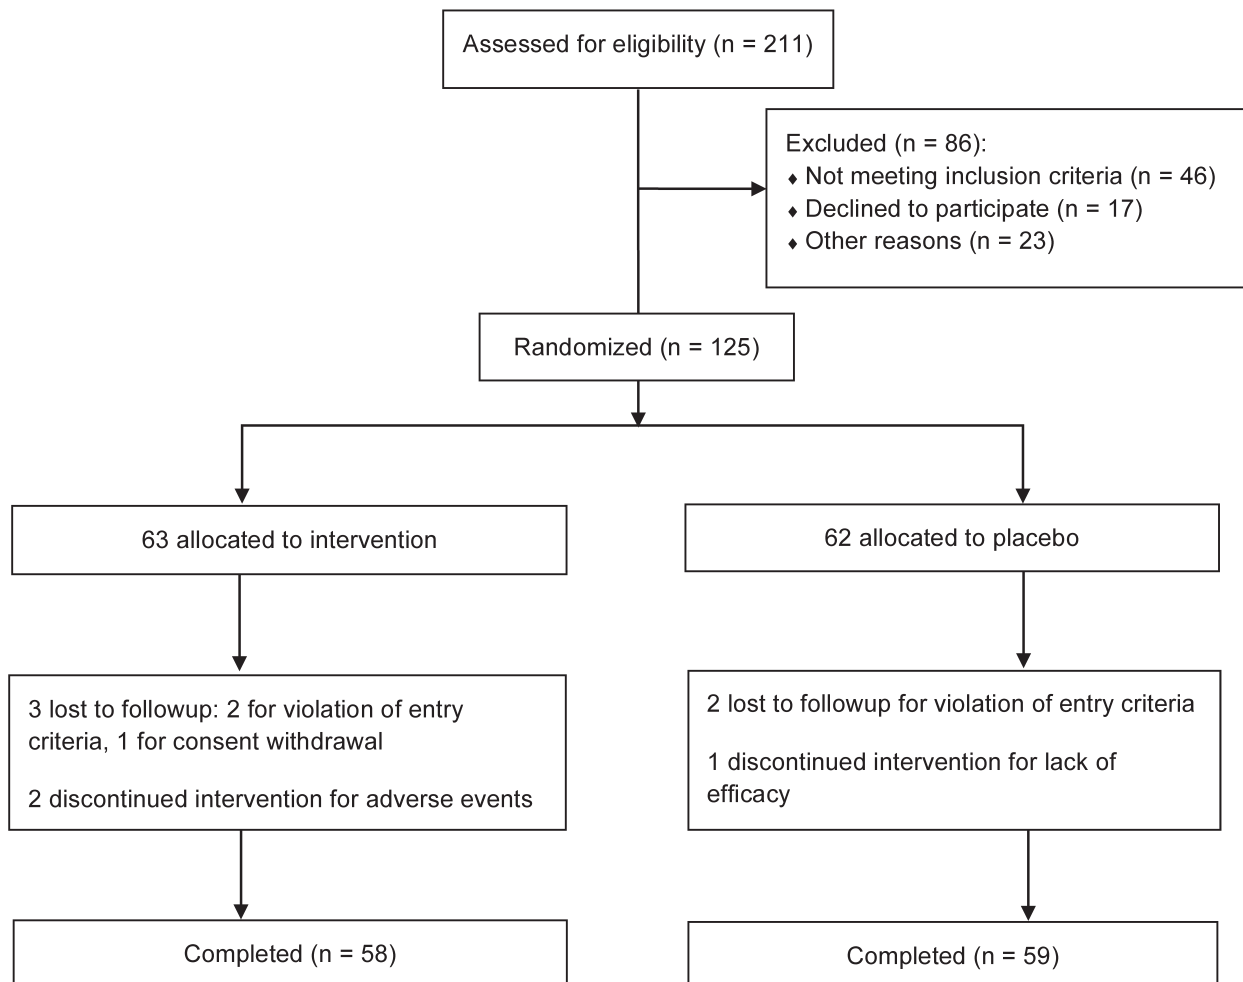 Assessed for eligibility (n = 211)
Excluded (n = 86):
♦ Not meeting inclusion criteria (n = 46)
♦ Declined to participate (n = 17)
♦ Other reasons (n = 23)
Randomized (n = 125)
63 allocated to intervention
62 allocated to placebo
3 lost to followup: 2 for violation of entry
criteria, 1 for consent withdrawal
2 discontinued intervention for adverse events
2 lost to followup for violation of entry criteria
1 discontinued intervention for lack of
efficacy
Completed (n = 58)
Completed (n = 59)